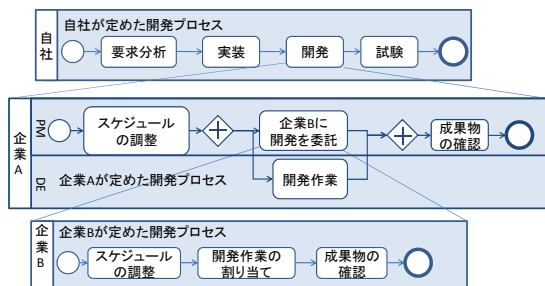 自社
自社が定めた開発プロセス
要求分析
実装
開発
試験
企業A
PM
スケジュール
の調整
企業Bに
開発を委託
成果物
の確認
DE
企業Aが定めた開発プロセス
開発作業
企業B
企業Bが定めた開発プロセス
スケジュール
の調整
開発作業の
割り当て
成果物の
確認